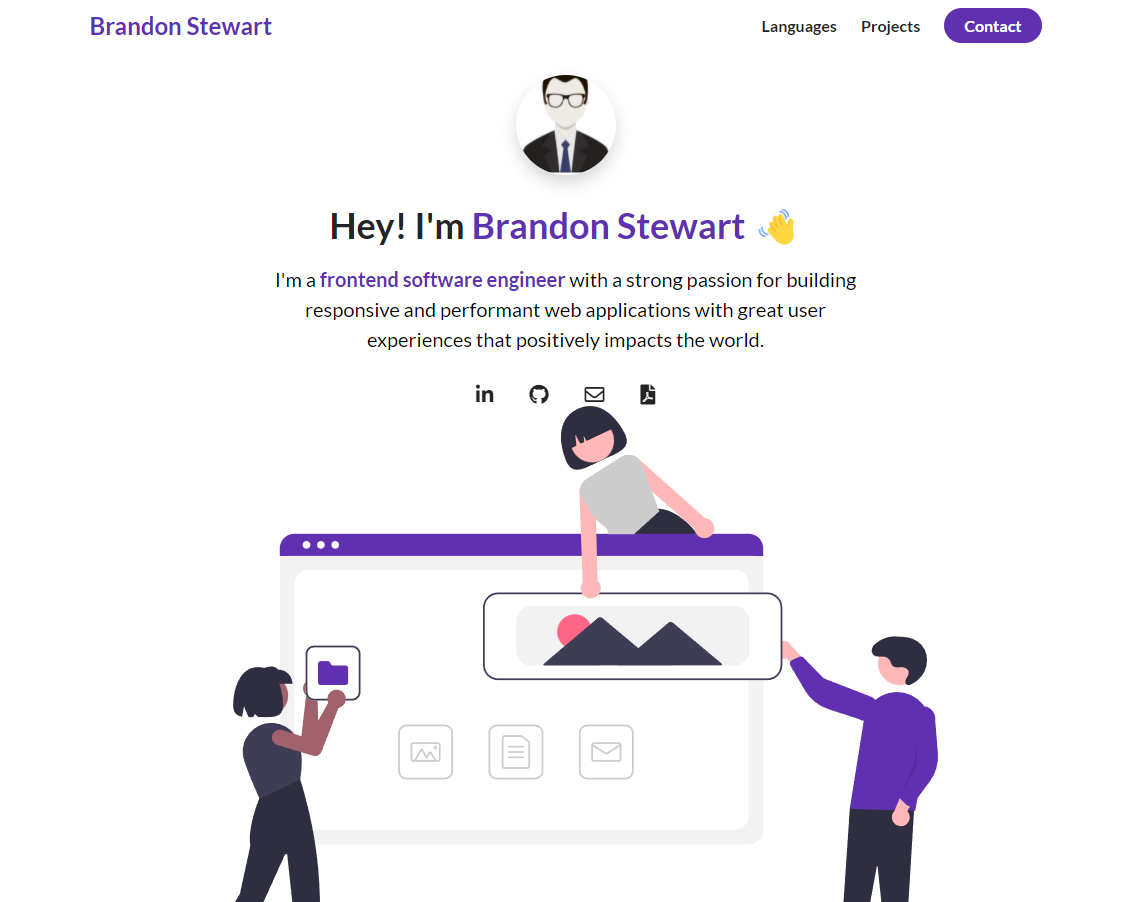 Brandon Stewart
Languages
Projects
Contact
Hey! I'm Brandon Stewart 👋
I'm a frontend software engineer with a strong passion for building
responsive and performant web applications with great user
experiences that positively impacts the world.
in